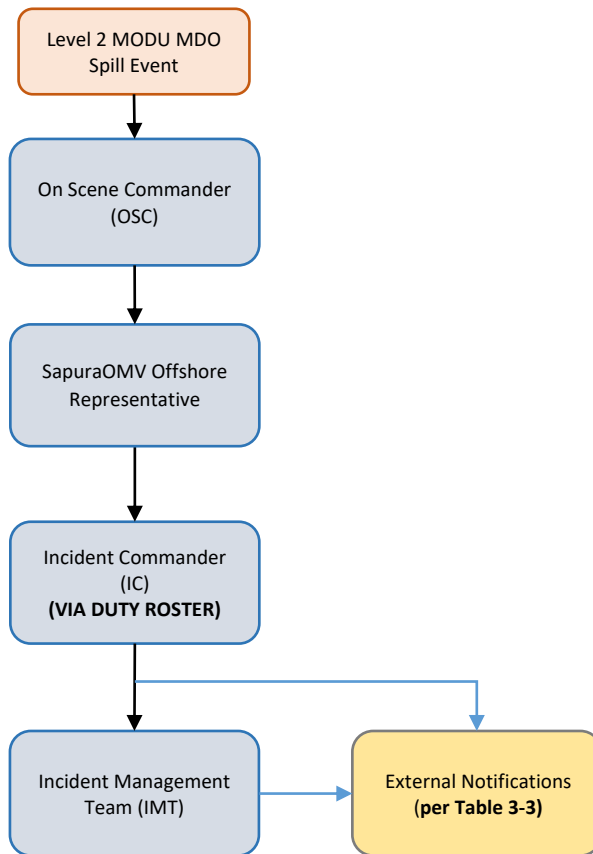 Level 2 MODU MDO
Spill Event
On Scene Commander
(OSC)
SapuraOMV Offshore
Representative
Incident Commander
(IC)
(VIA DUTY ROSTER)
Incident Management
Team (IMT)
External Notifications
(per Table 3-3)